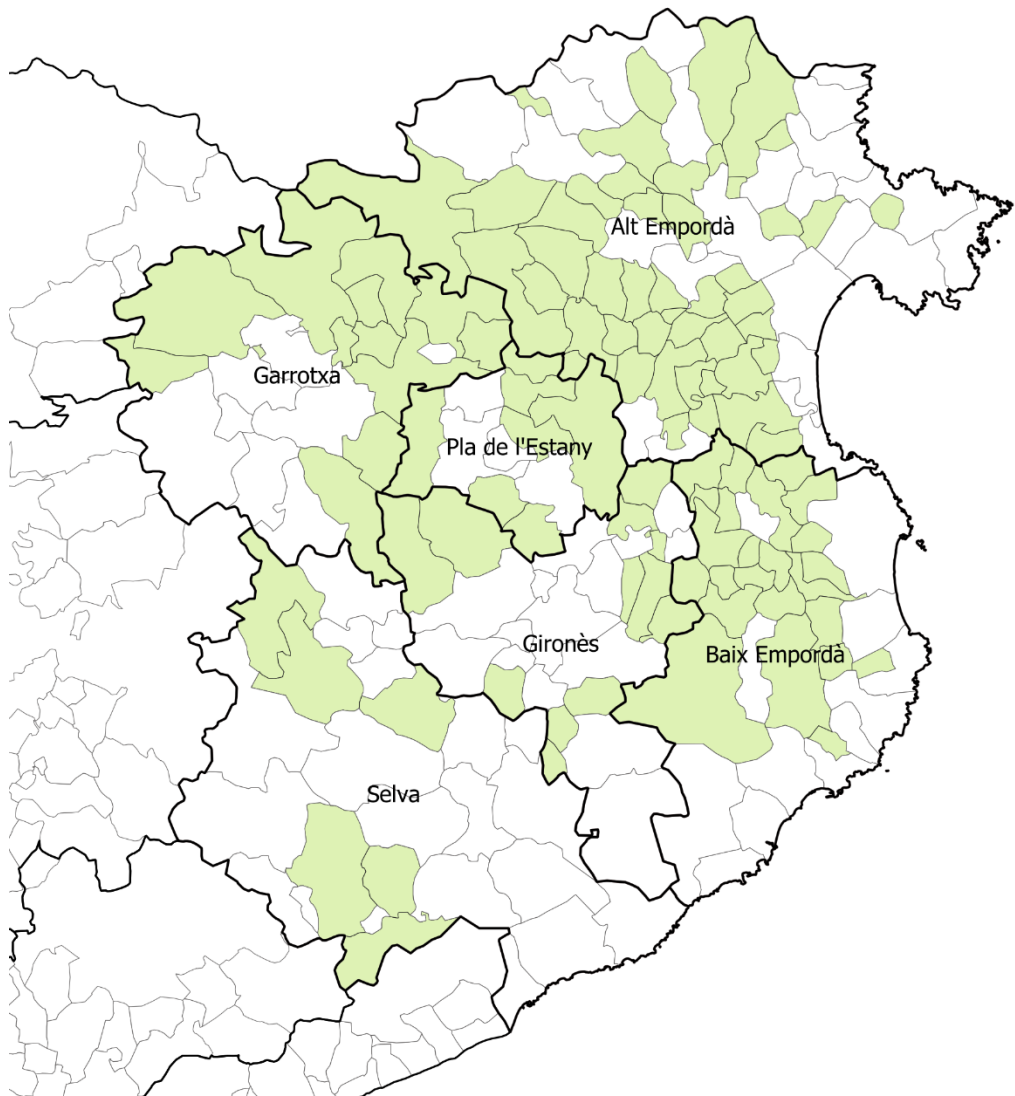 Alt Empordà
Garrotxa
Pla de l'Estany
Gironès
Baix Empordà
Selva